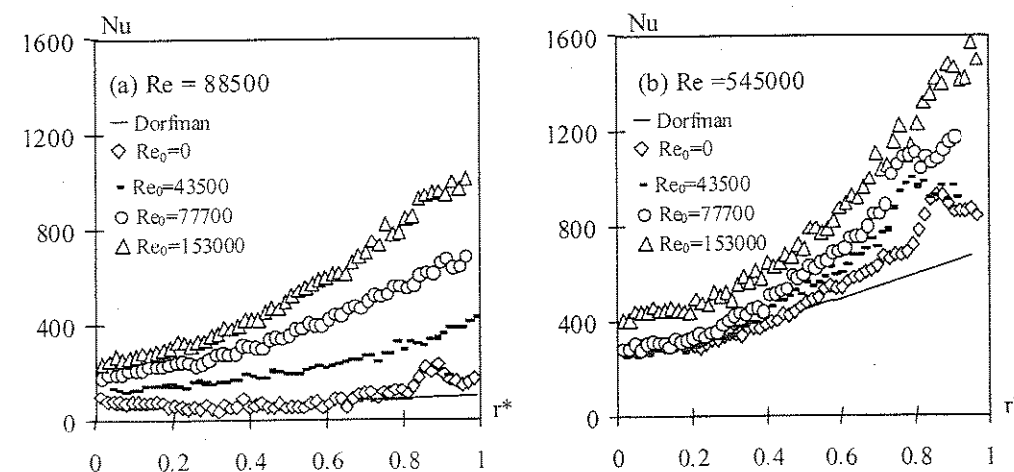 Nu
1600
1200
800
400
0
(a) Re = 88500
Dorfman
Re₀=0
Re₀=43500
Re₀=77700
Re₀=153000
0 0.2 0.4 0.6 0.8 1
r*
Nu
1600
1200
800
400
0
(b) Re =545000
Dorfman
Re₀=0
Re₀=43500
Re₀=77700
Re₀=153000
0 0.2 0.4 0.6 0.8 1
r